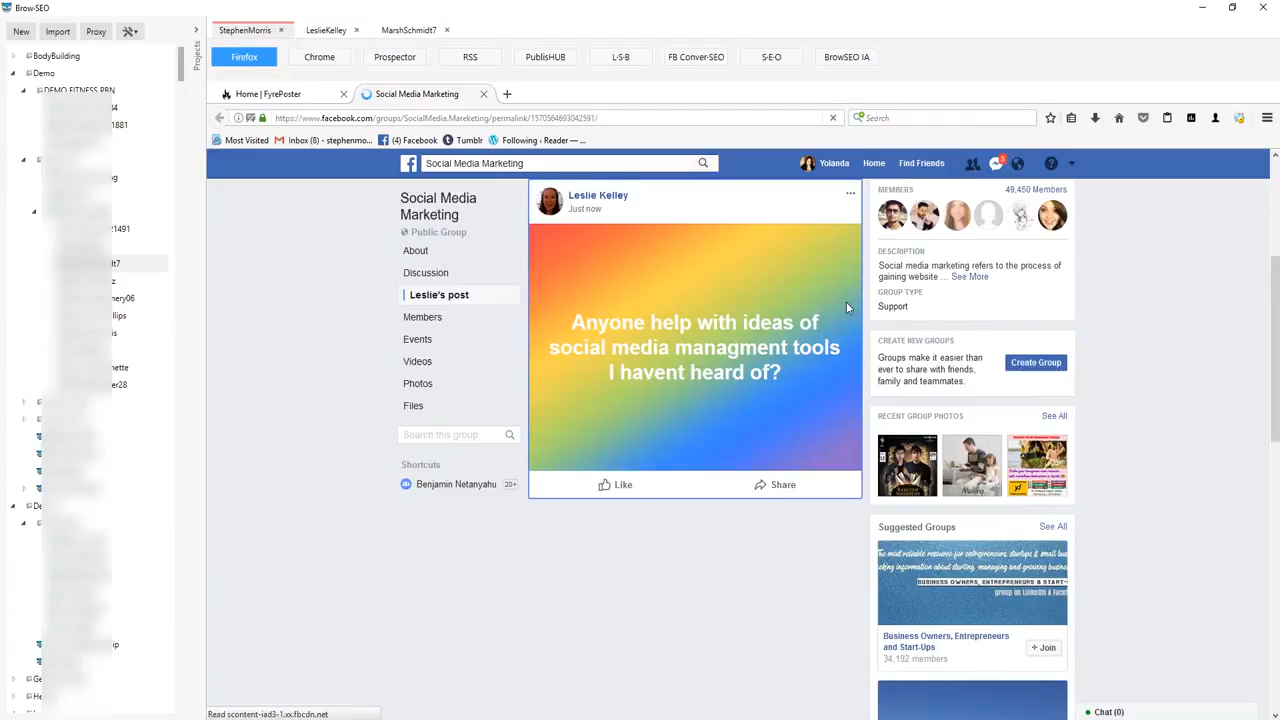 Brow-SEO
New Import Proxy
Projects
BodyBuilding
Demo
DEMO FITNESS PBN
StephenMorris LeslieKelley MarshSchmidt7
Firefox Chrome Prospector RSS PublisHUB L-S-B FB Conver-SEO S-E-O BrowSEO IA
Home | FyrePoster Social Media Marketing
https://www.facebook.com/groups/SocialMedia.Mareketing/permalink/1570564693042591/
Search
Most Visited Inbox (8) - stephenmo... (4) Facebook Tumblr Following ‹ Reader — ...
Social Media Marketing
Yolanda Home Find Friends 3
Social Media
Marketing
Public Group
About
Discussion
Leslie's post
Members
Events
Videos
Photos
Files
Search this group
Shortcuts
Benjamin Netanyahu 20+
Leslie Kelley
Just now
Anyone help with ideas of
social media managment tools
I havent heard of?
Like Share
MEMBERS 49,450 Members
DESCRIPTION
Social media marketing refers to the process of
gaining website ... See More
GROUP TYPE
Support
CREATE NEW GROUPS
Groups make it easier than
ever to share with friends,
family and teammates.
Create Group
RECENT GROUP PHOTOS See All
Making
Suggested Groups See All
BUSINESS OWNERS, ENTREPRENEURS & START-
group on LinkedIn & Face
Business Owners, Entrepreneurs
and Start-Ups
34,192 members
+ Join
Chat (0)
Read scontent-iad3-1.xx.fbcdn.net